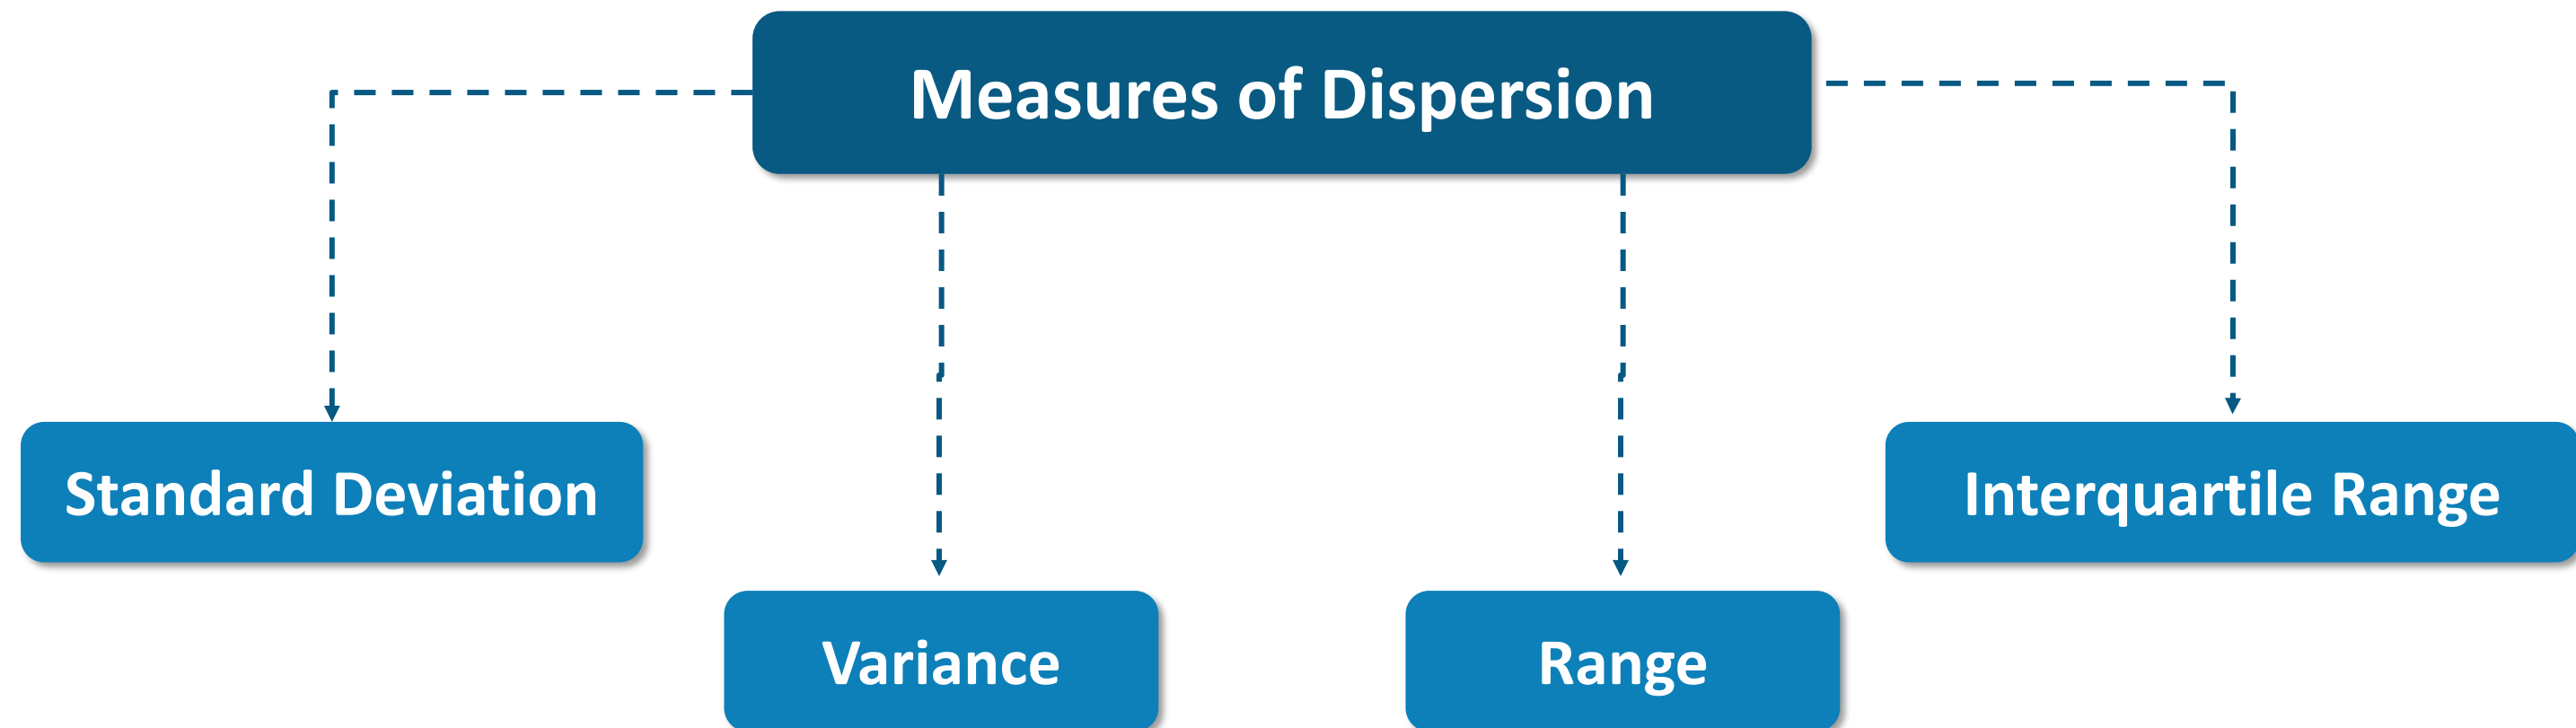 Measures of Dispersion
Standard Deviation
Interquartile Range
Variance
Range